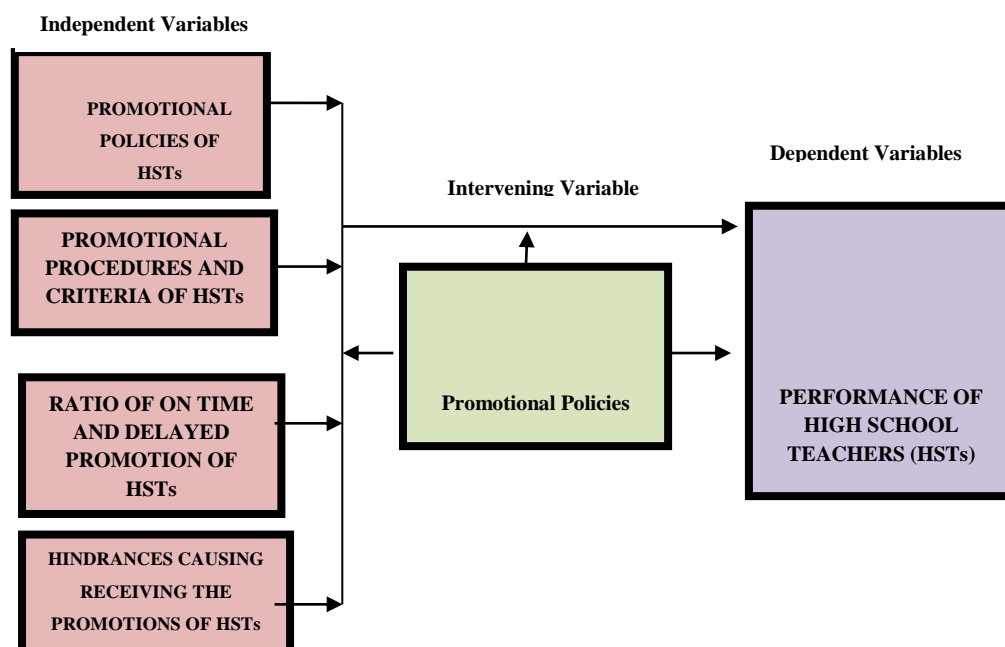 Independent Variables
PROMOTIONAL
POLICIES OF
HSTs
PROMOTIONAL
PROCEDURES AND
CRITERIA OF HSTs
RATIO OF ON TIME
AND DELAYED
PROMOTION OF
HSTs
HINDRANCES CAUSING
RECEIVING THE
PROMOTIONS OF HSTs
Intervening Variable
Promotional Policies
Dependent Variables
PERFORMANCE OF
HIGH SCHOOL
TEACHERS (HSTs)